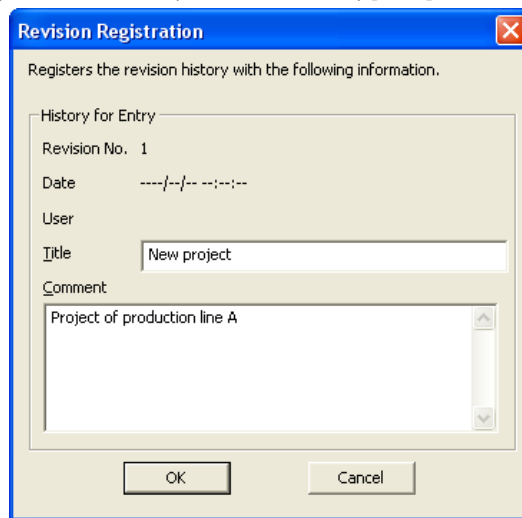 Revision Registration
Registers the revision history with the following information.
History for Entry
Revision No. 1
Date ----/--/-- --:--:--
User
Title New project
Comment
Project of production line A
OK Cancel